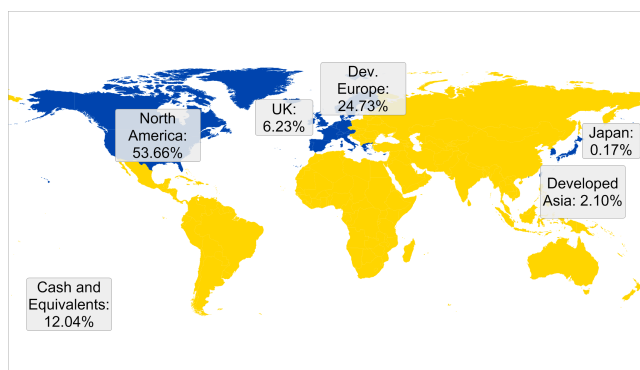 Dev.
Europe:
24.73%
North
America:
53.66%
UK:
6.23%
Japan:
0.17%
Developed
Asia: 2.10%
Cash and
Equivalents:
12.04%